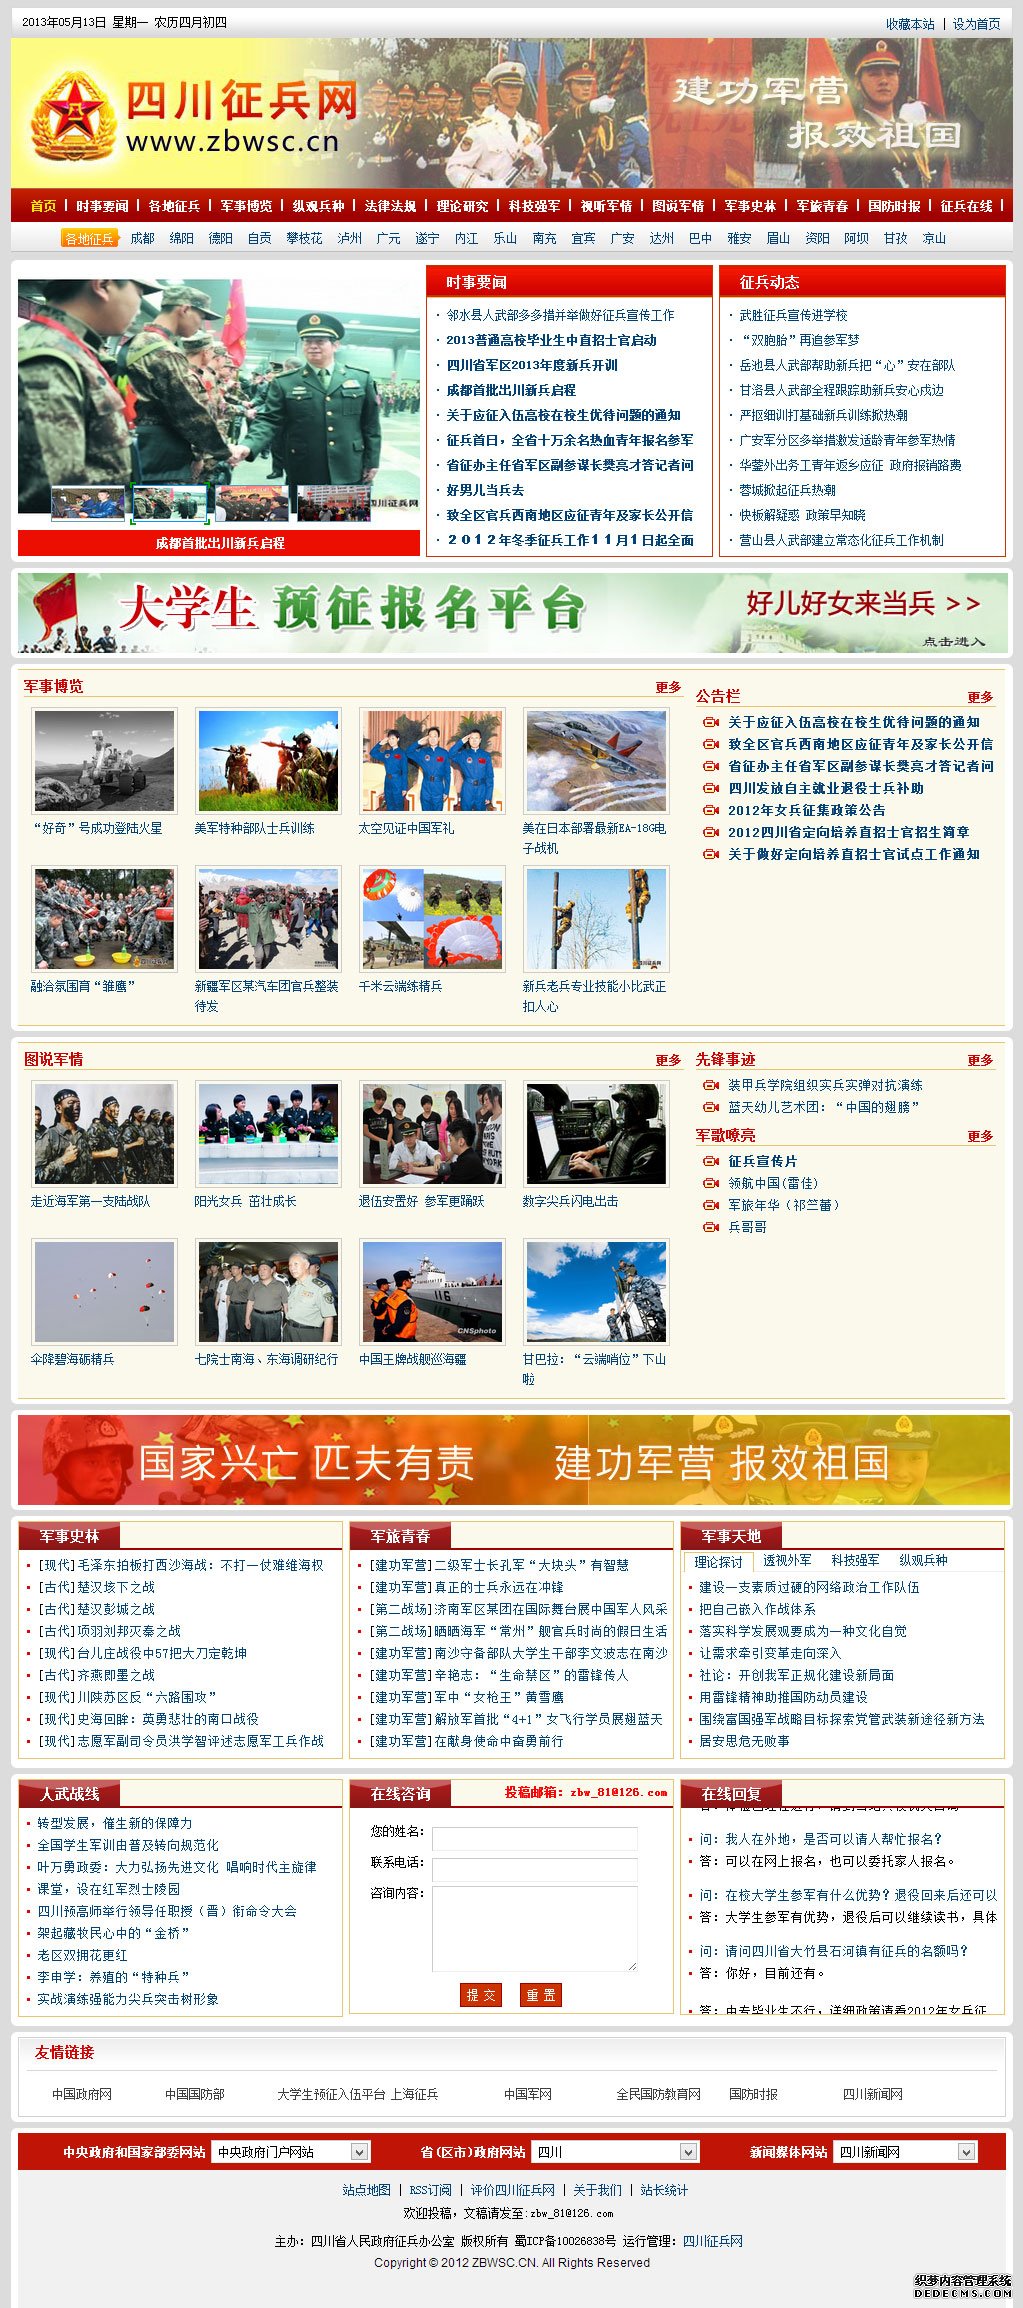 2013年05月13日 星期一 农历四月初四
收藏本站 | 设为首页
四川征兵网
www.zbwsc.cn
建功军营
报效祖国
首页 | 时事要闻 | 各地征兵 | 军事博览 | 纵观兵种 | 法律法规 | 理论研究 | 科技强军 | 视听军情 | 图说军情 | 军事史林 | 军旅青春 | 国防时报 | 征兵在线 |
各地征兵 成都 绵阳 德阳 自贡 攀枝花 泸州 广元 遂宁 内江 乐山 南充 宜宾 广安 达州 巴中 雅安 眉山 资阳 阿坝 甘孜 凉山
四川征兵网
成都首批出川新兵启程
时事要闻
· 邻水县人武部多多措并举做好征兵宣传工作
· 2013普通高校毕业生中直招士官启动
· 四川省军区2013年度新兵开训
· 成都首批出川新兵启程
· 关于应征入伍高校在校生优待问题的通知
· 征兵首日，全省十万余名热血青年报名参军
· 省征办主任省军区副参谋长樊亮才答记者问
· 好男儿当兵去
· 致全区官兵西南地区应征青年及家长公开信
· ２０１２年冬季征兵工作１１月１日起全面
征兵动态
· 武胜征兵宣传进学校
· “双胞胎”再追参军梦
· 岳池县人武部帮助新兵把“心”安在部队
· 甘洛县人武部全程跟踪助新兵安心戍边
· 严抠细训打基础新兵训练掀热潮
· 广安军分区多举措激发适龄青年参军热情
· 华蓥外出务工青年返乡应征 政府报销路费
· 蓉城掀起征兵热潮
· 快板解疑惑 政策早知晓
· 营山县人武部建立常态化征兵工作机制
大学生 预征报名平台
好儿好女来当兵 >>
点击进入
军事博览
更多
“好奇”号成功登陆火星
美军特种部队士兵训练
太空见证中国军礼
美在日本部署最新EA-18G电
子战机
融洽氛围育“雏鹰”
新疆军区某汽车团官兵整装
待发
千米云端练精兵
新兵老兵专业技能小比武正
扣人心
公告栏
更多
关于应征入伍高校在校生优待问题的通知
致全区官兵西南地区应征青年及家长公开信
省征办主任省军区副参谋长樊亮才答记者问
四川发放自主就业退役士兵补助
2012年女兵征集政策公告
2012四川省定向培养直招士官招生简章
关于做好定向培养直招士官试点工作通知
图说军情
更多
走近海军第一支陆战队
阳光女兵 茁壮成长
退伍安置好 参军更踊跃
数字尖兵闪电出击
伞降碧海砺精兵
七院士南海、东海调研纪行
116
CNSphoto
中国王牌战舰巡海疆
甘巴拉：“云端哨位”下山
啦
先锋事迹
更多
装甲兵学院组织实兵实弹对抗演练
蓝天幼儿艺术团：“中国的翅膀”
军歌嘹亮
更多
征兵宣传片
领航中国(雷佳)
军旅年华（祁竺蕃）
兵哥哥
国家兴亡 匹夫有责
建功军营 报效祖国
军事史林
[现代]毛泽东拍板打西沙海战：不打一仗难维海权
[古代]楚汉垓下之战
[古代]楚汉彭城之战
[古代]项羽刘邦灭秦之战
[现代]台儿庄战役中57把大刀定乾坤
[古代]齐燕即墨之战
[现代]川陕苏区反“六路围攻”
[现代]史海回眸：英勇悲壮的南口战役
[现代]志愿军副司令员洪学智评述志愿军工兵作战
军旅青春
[建功军营]二级军士长孔军“大块头”有智慧
[建功军营]真正的士兵永远在冲锋
[第二战场]济南军区某团在国际舞台展中国军人风采
[第二战场]晒晒海军“常州”舰官兵时尚的假日生活
[建功军营]南沙守备部队大学生干部李文波志在南沙
[建功军营]辛艳志：“生命禁区”的雷锋传人
[建功军营]军中“女枪王”黄雪鹰
[建功军营]解放军首批“4+1”女飞行学员展翅蓝天
[建功军营]在献身使命中奋勇前行
军事天地
理论探讨 透视外军 科技强军 纵观兵种
建设一支素质过硬的网络政治工作队伍
把自己嵌入作战体系
落实科学发展观要成为一种文化自觉
让需求牵引变革走向深入
社论：开创我军正规化建设新局面
用雷锋精神助推国防动员建设
围绕富国强军战略目标探索党管武装新途径新方法
居安思危无败事
人武战线
转型发展，催生新的保障力
全国学生军训由普及转向规范化
叶万勇政委：大力弘扬先进文化 唱响时代主旋律
课堂，设在红军烈士陵园
四川预高师举行领导任职授（晋）衔命令大会
架起藏牧民心中的“金桥”
老区双拥花更红
李申学：养殖的“特种兵”
实战演练强能力尖兵突击树形象
在线咨询
投稿邮箱：zbw_81@126.com
您的姓名：
联系电话：
咨询内容：
提 交
重 置
在线回复
问：我人在外地，是否可以请人帮忙报名？
答：可以在网上报名，也可以委托家人报名。
问：在校大学生参军有什么优势？退役回来后还可以
答：大学生参军有优势，退役后可以继续读书，具体
问：请问四川省大竹县石河镇有征兵的名额吗？
答：你好，目前还有。
答：中专毕业生不行，详细政策请看2012年女兵征
友情链接
中国政府网 中国国防部 大学生预征入伍平台 上海征兵 中国军网 全民国防教育网 国防时报 四川新闻网
中央政府和国家部委网站 中央政府门户网站 省(区市)政府网站 四川 新闻媒体网站 四川新闻网
站点地图 | RSS订阅 | 评价四川征兵网 | 关于我们 | 站长统计
欢迎投稿，文稿请发至:zbw_81@126.com
主办：四川省人民政府征兵办公室 版权所有 蜀ICP备10026838号 运行管理：四川征兵网
Copyright © 2012 ZBWSC.CN. All Rights Reserved
织梦内容管理系统
DEDECMS.COM